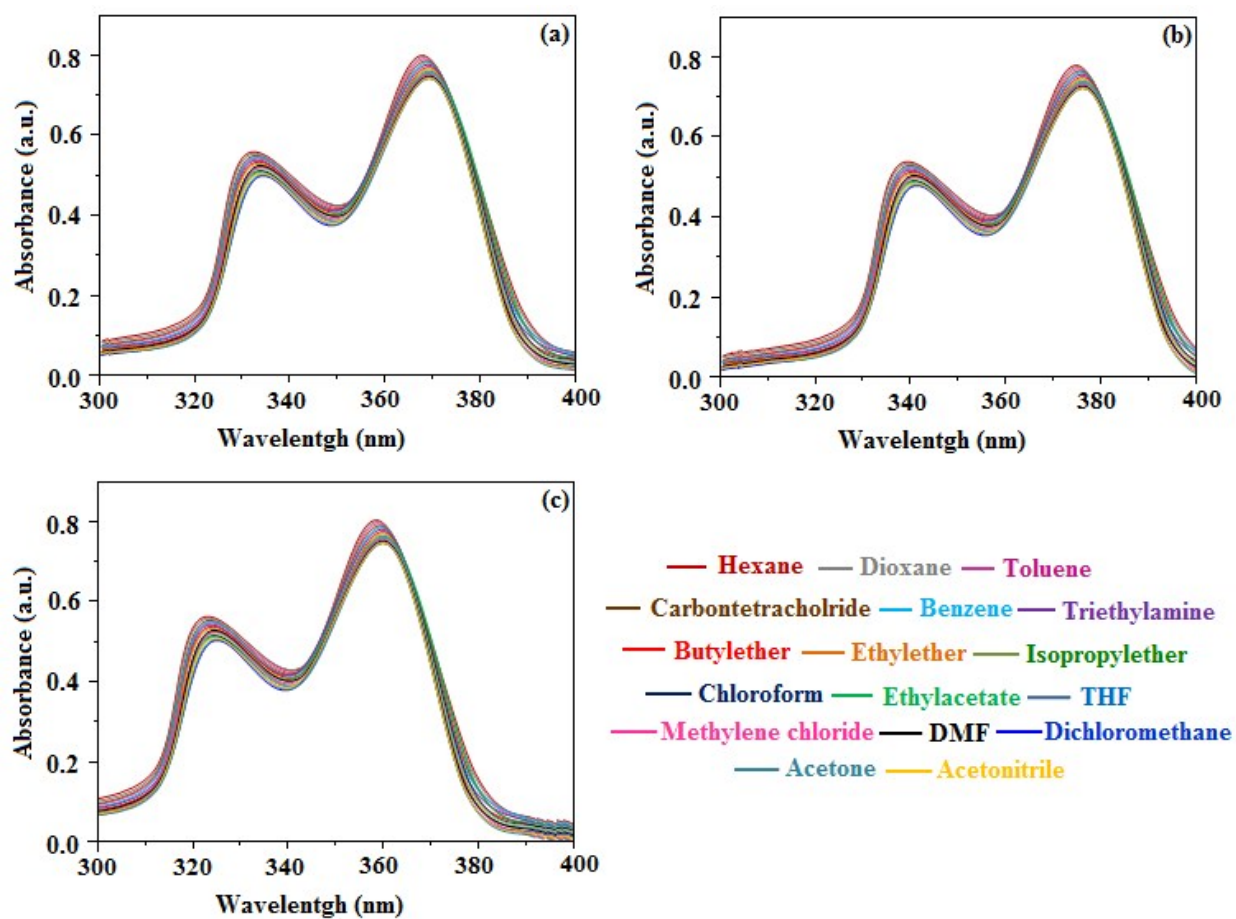 (a)
0.8
0.6
0.4
0.2
0.0
Absorbance (a.u.)
300 320 340 360 380 400
Wavelentgh (nm)
(b)
0.8
0.6
0.4
0.2
0.0
Absorbance (a.u.)
300 320 340 360 380 400
Wavelentgh (nm)
(c)
0.8
0.6
0.4
0.2
0.0
Absorbance (a.u.)
300 320 340 360 380 400
Wavelentgh (nm)
Hexane Dioxane Toluene
Carbontetracholride Benzene Triethylamine
Butylether Ethylether Isopropylether
Chloroform Ethylacetate THF
Methylene chloride DMF Dichloromethane
Acetone Acetonitrile